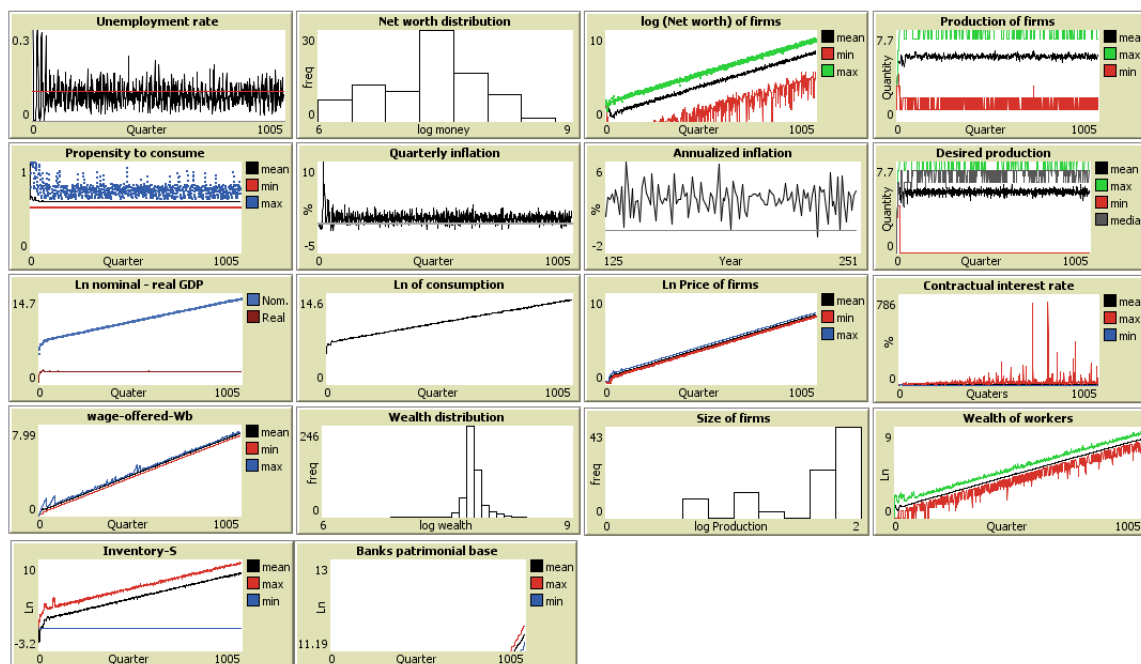 Unemployment rate
0.3
0
0
Quarter
1005
Net worth distribution
30
freq
0
6
log money
9
log (Net worth) of firms
10
0
0
Quarter
1005
mean
min
max
Production of firms
7.7
Quantity
0
0
Quarter
1005
mean
max
min
Propensity to consume
1
0
0
Quarter
1005
mean
min
max
Quarterly inflation
10
%
-5
0
Quarter
1005
Annualized inflation
6
%
-2
125
Year
251
Desired production
7.7
Quantity
0
0
Quarter
1005
mean
max
min
media
Ln nominal - real GDP
14.7
0
0
Quater
1005
Nom.
Real
Ln of consumption
14.6
0
0
Quarter
1005
Ln Price of firms
10
0
0
Quarter
1005
mean
min
max
Contractual interest rate
786
%
0
0
Quaters
1005
mean
max
min
wage-offered-Wb
7.99
0
0
Quarter
1005
mean
min
max
Wealth distribution
246
freq
0
6
log wealth
9
Size of firms
43
freq
0
0
log Production
2
Wealth of workers
9
Ln
0
0
Quarter
1005
mean
max
min
Inventory-S
10
Ln
-3.2
0
Quarter
1005
mean
max
min
Banks patrimonial base
13
Ln
11.19
0
Quarter
1005
mean
max
min